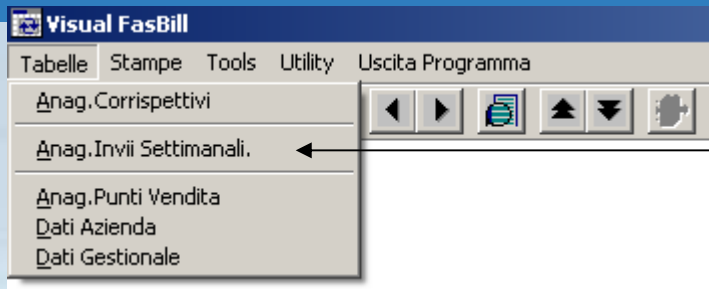 Visual FasBill
Tabelle Stampe Tools Utility Uscita Programma
Anag.Corrispettivi
Anag.Invii Settimanali.
Anag.Punti Vendita
Dati Azienda
Dati Gestionale